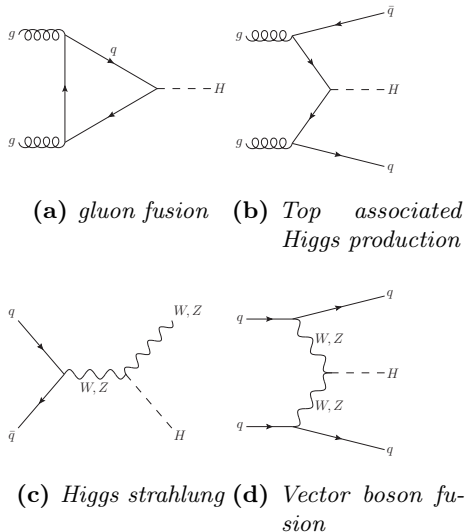 g
q
H
g
(a) gluon fusion
q̄
g
H
g
q
(b) Top associated
Higgs production
q
W, Z
W, Z
q̄
H
(c) Higgs strahlung
q
q
W, Z
H
W, Z
q
q
(d) Vector boson fu-
sion